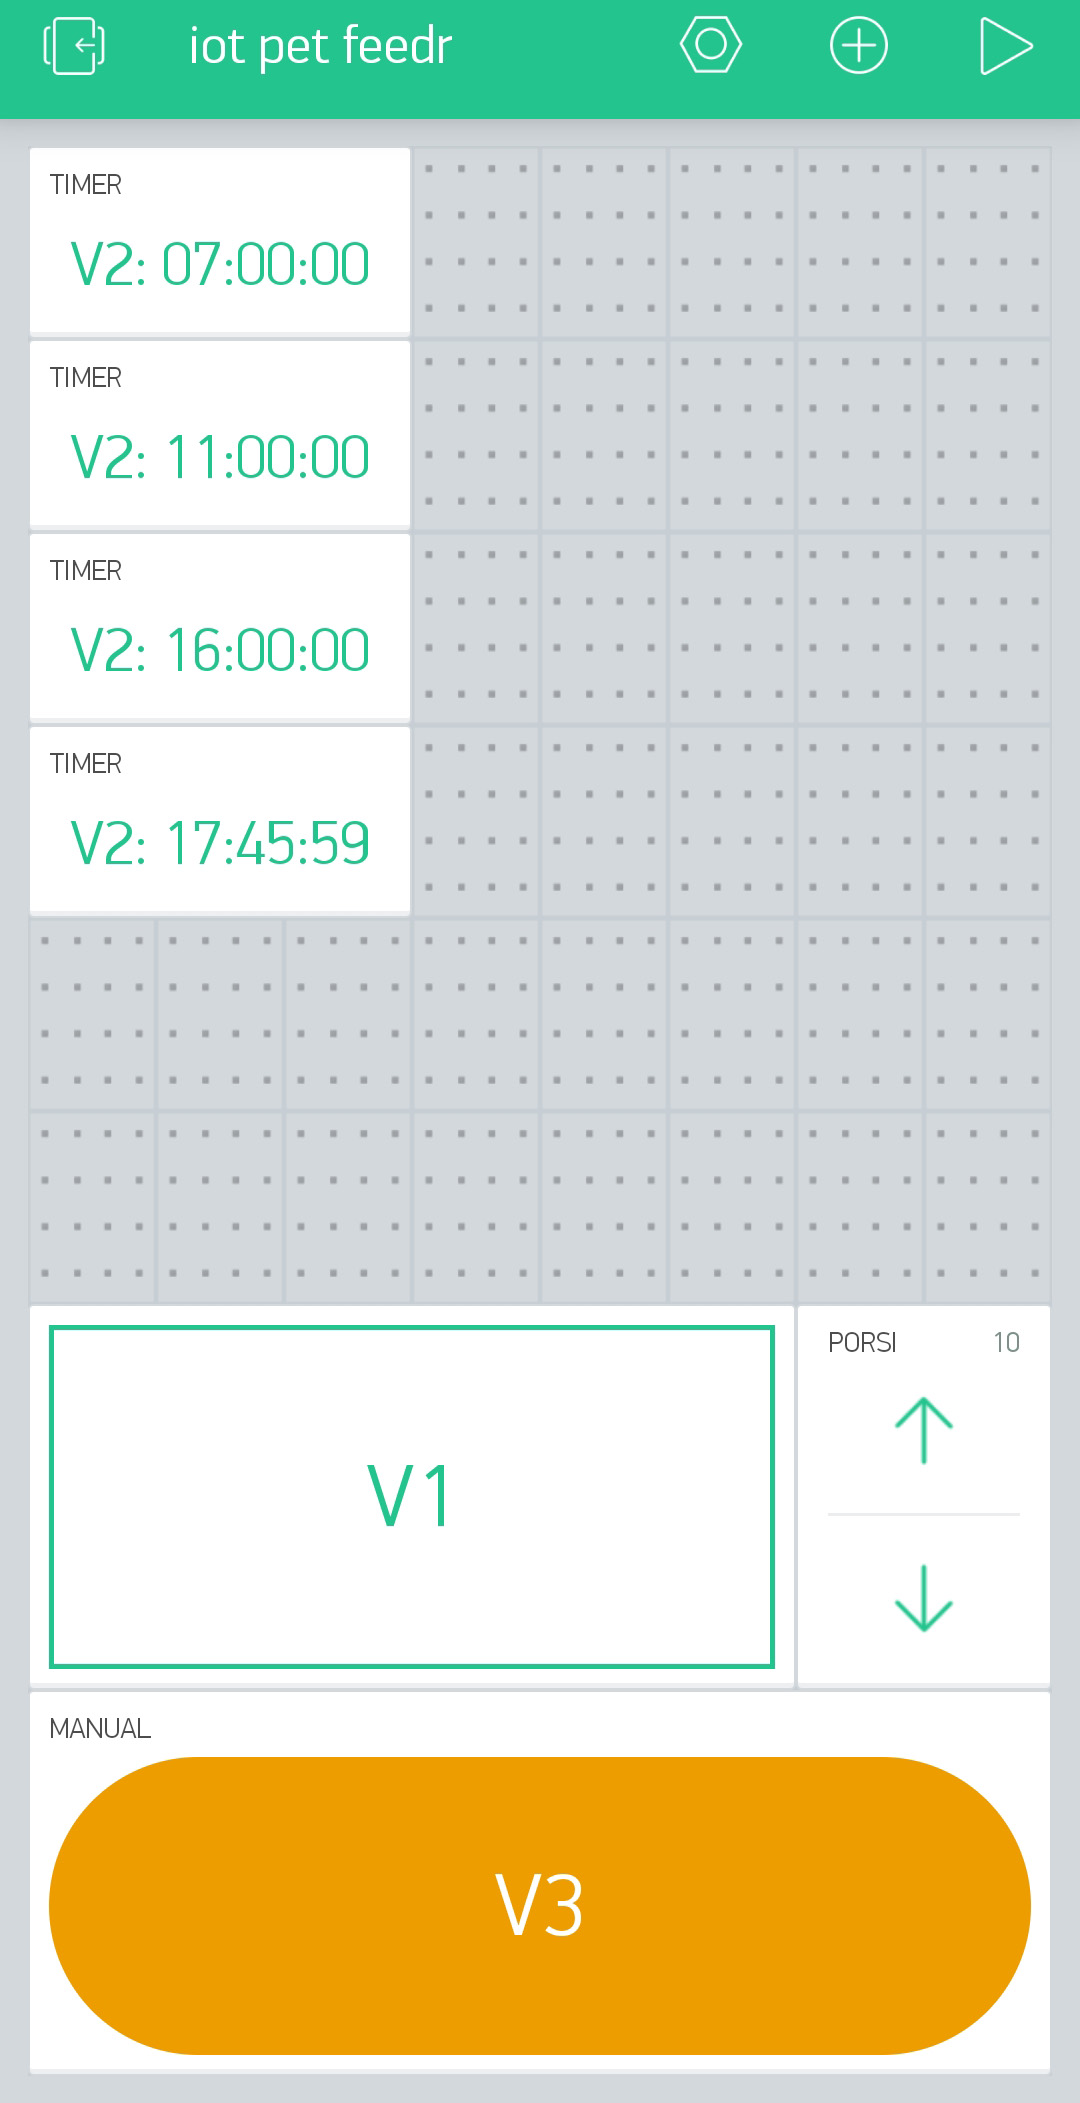 iot pet feedr
TIMER
V2: 07:00:00
TIMER
V2: 11:00:00
TIMER
V2: 16:00:00
TIMER
V2: 17:45:59
V1
PORSI 10
MANUAL
V3